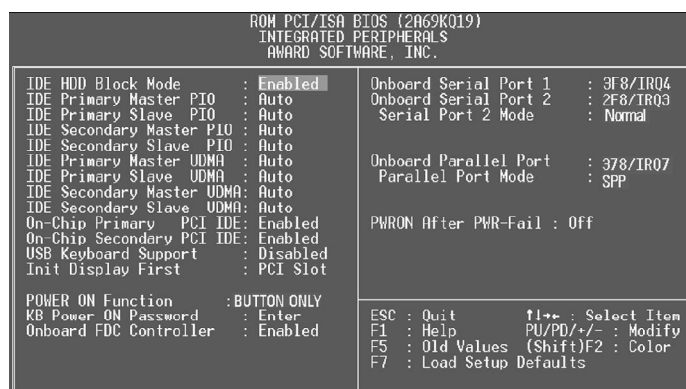 ROM PCI/ISA BIOS (2A69KQ19)
INTEGRATED PERIPHERALS
AWARD SOFTWARE, INC.
IDE HDD Block Mode : Enabled
IDE Primary Master PIO : Auto
IDE Primary Slave PIO : Auto
IDE Secondary Master PIO : Auto
IDE Secondary Slave PIO : Auto
IDE Primary Master UDMA : Auto
IDE Primary Slave UDMA : Auto
IDE Secondary Master UDMA: Auto
IDE Secondary Slave UDMA: Auto
On-Chip Primary PCI IDE: Enabled
On-Chip Secondary PCI IDE: Enabled
USB Keyboard Support : Disabled
Init Display First : PCI Slot
POWER ON Function :BUTTON ONLY
KB Power ON Password : Enter
Onboard FDC Controller : Enabled
Onboard Serial Port 1 : 3F8/IRQ4
Onboard Serial Port 2 : 2F8/IRQ3
Serial Port 2 Mode : Normal
Onboard Parallel Port : 378/IRQ7
Parallel Port Mode : SPP
PWRON After PWR-Fail : Off
ESC : Quit ↑↓→← : Select Item
F1 : Help PU/PD/+/- : Modify
F5 : Old Values (Shift)F2 : Color
F7 : Load Setup Defaults